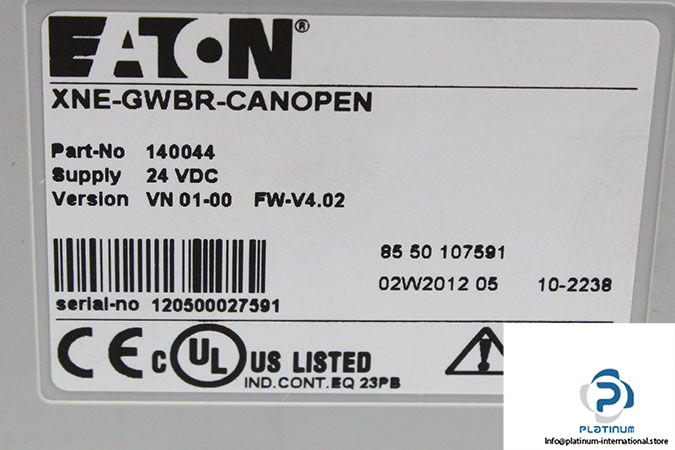 EATON®
XNE-GWBR-CANOPEN
Part-No 140044
Supply 24 VDC
Version VN 01-00 FW-V4.02
85 50 107591
02W2012 05 10-2238
serial-no 120500027591
CE c UL® US LISTED
IND.CONT.EQ 23PB
PLATINUM
Info@platinum-international.store